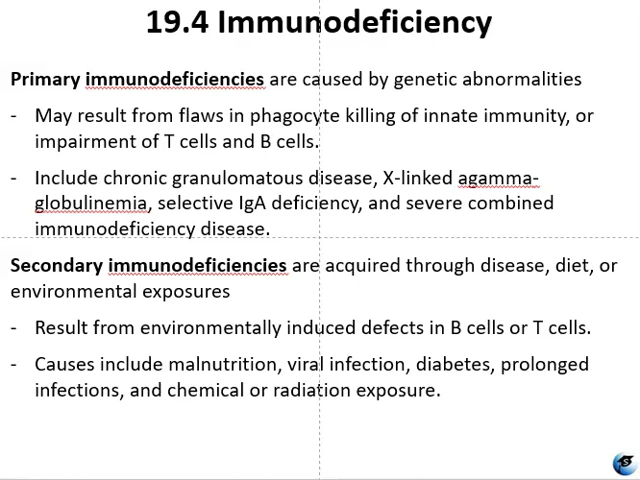 19.4 Immunodeficiency
Primary immunodeficiencies are caused by genetic abnormalities
- May result from flaws in phagocyte killing of innate immunity, or
impairment of T cells and B cells.
- Include chronic granulomatous disease, X-linked agamma-
globulinemia, selective IgA deficiency, and severe combined
immunodeficiency disease.
Secondary immunodeficiencies are acquired through disease, diet, or
environmental exposures
- Result from environmentally induced defects in B cells or T cells.
- Causes include malnutrition, viral infection, diabetes, prolonged
infections, and chemical or radiation exposure.